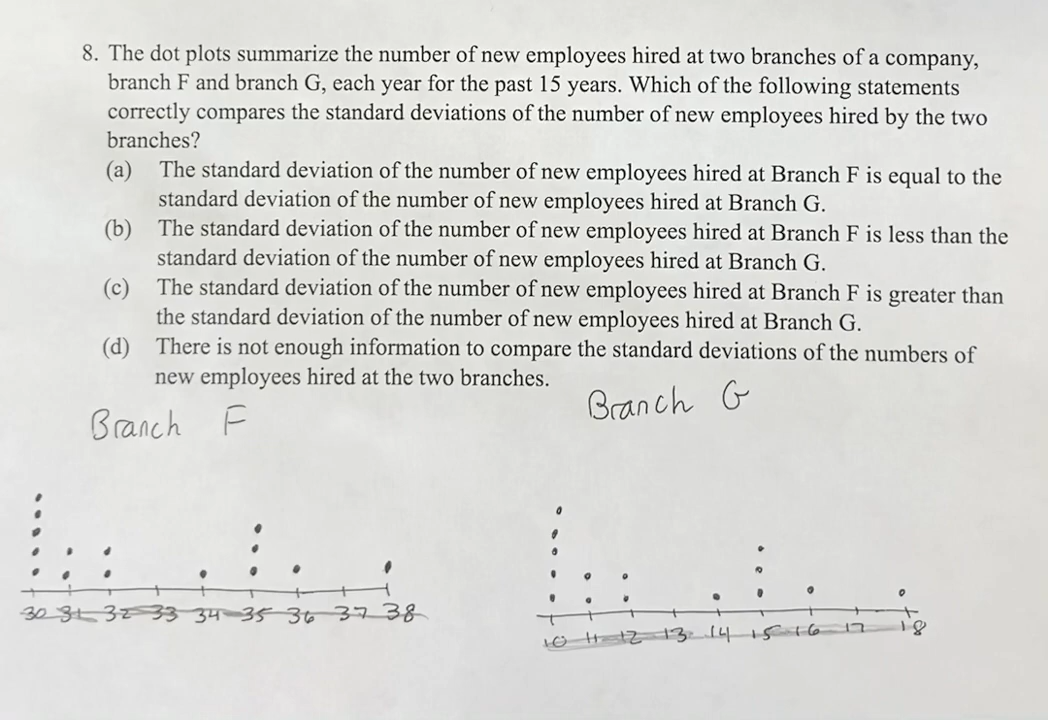 8. The dot plots summarize the number of new employees hired at two branches of a company,
branch F and branch G, each year for the past 15 years. Which of the following statements
correctly compares the standard deviations of the number of new employees hired by the two
branches?
(a) The standard deviation of the number of new employees hired at Branch F is equal to the
standard deviation of the number of new employees hired at Branch G.
(b) The standard deviation of the number of new employees hired at Branch F is less than the
standard deviation of the number of new employees hired at Branch G.
(c) The standard deviation of the number of new employees hired at Branch F is greater than
the standard deviation of the number of new employees hired at Branch G.
(d) There is not enough information to compare the standard deviations of the numbers of
new employees hired at the two branches.
Branch F
Branch G
30 31 32 33 34 35 36 37 38
10 11 12 13 14 15 16 17 18